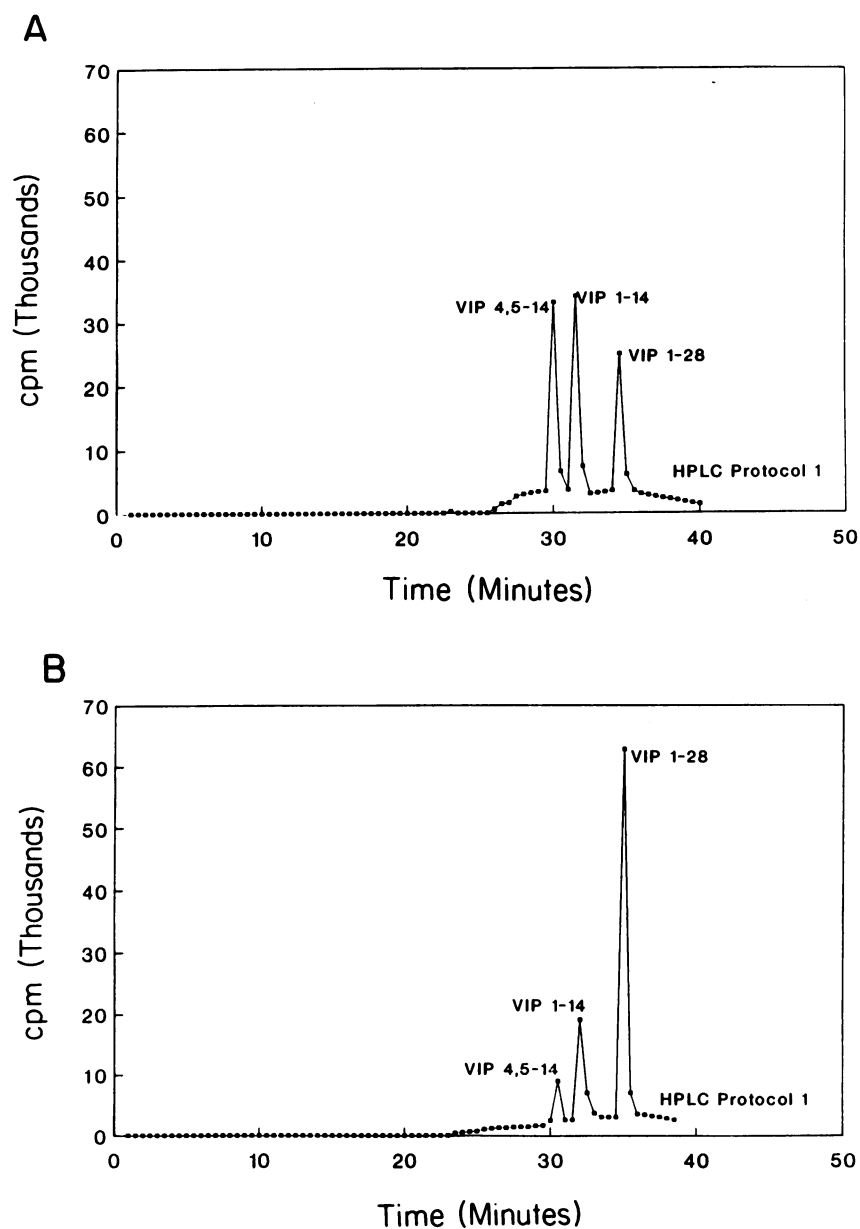 A
70
60
50
40
30
20
10
0
cpm (Thousands)
VIP 4,5-14
VIP 1-14
VIP 1-28
HPLC Protocol 1
0 10 20 30 40 50
Time (Minutes)
B
70
60
50
40
30
20
10
0
cpm (Thousands)
VIP 1-28
VIP 1-14
VIP 4,5-14
HPLC Protocol 1
0 10 20 30 40 50
Time (Minutes)